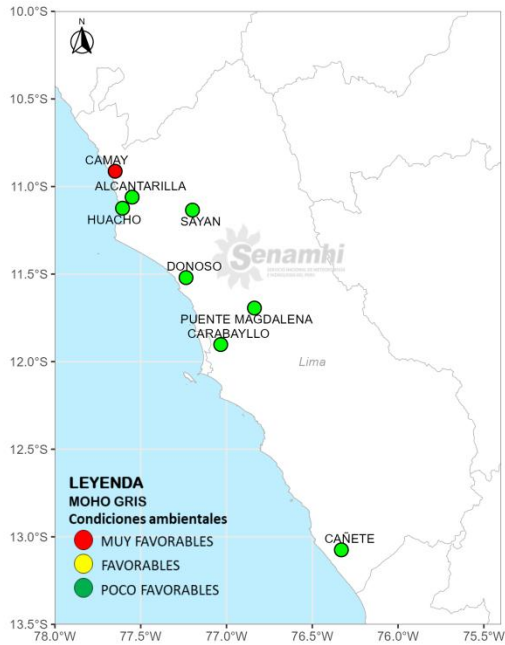 10.0°S
N
10.5°S
CAMAY
11.0°S
ALCANTARILLA
HUACHO
SAYAN
Senamhi
11.5°S
DONOSO
PUENTE MAGDALENA
CARABAYLLO
12.0°S
Lima
12.5°S
LEYENDA
MOHO GRIS
Condiciones ambientales
MUY FAVORABLES
FAVORABLES
POCO FAVORABLES
13.0°S
CAÑETE
13.5°S
78.0°W 77.5°W 77.0°W 76.5°W 76.0°W 75.5°W